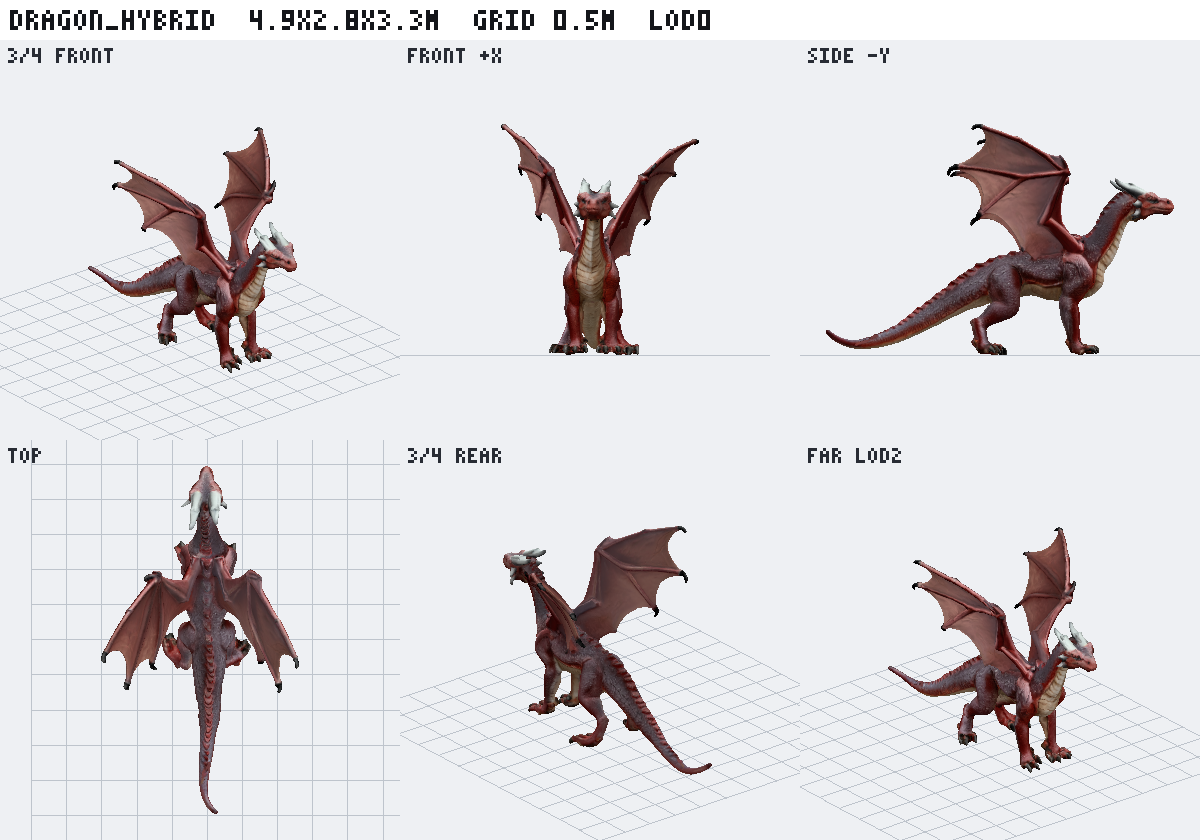 DRAGON_HYBRID 4.9X2.8X3.3M GRID 0.5M LOD0
3/4 FRONT
FRONT +X
SIDE -Y
TOP
3/4 REAR
FAR LOD2